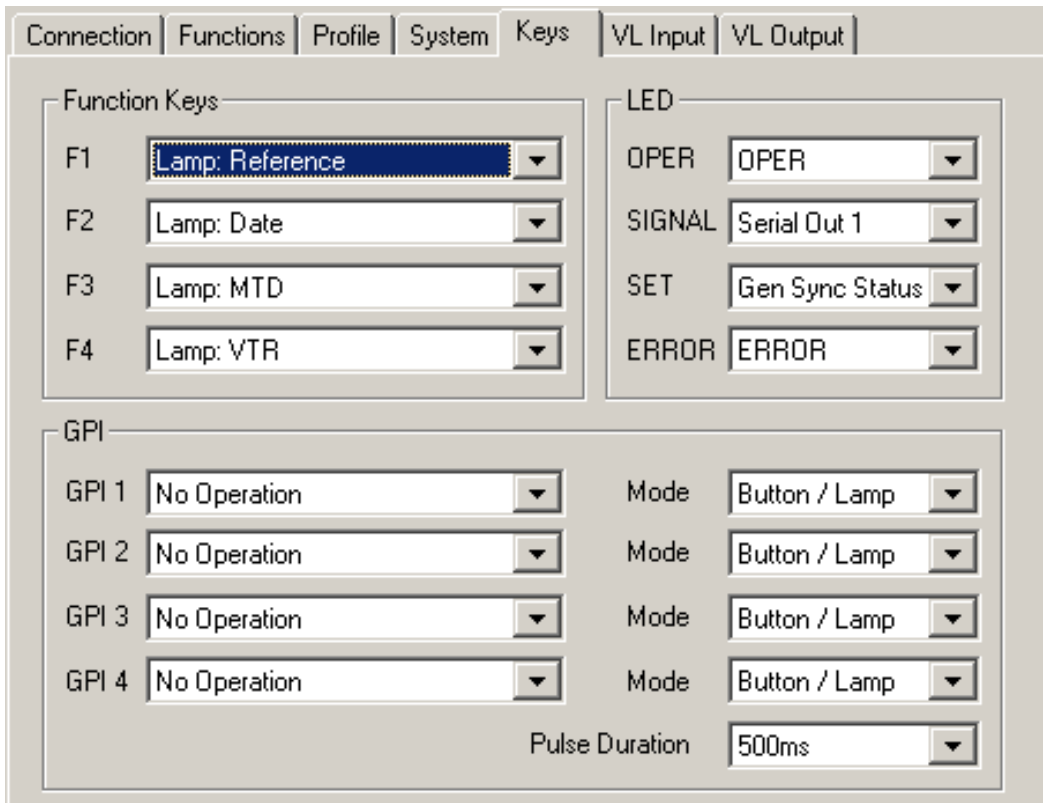 Connection Functions Profile System Keys VL Input VL Output
Function Keys
F1 Lamp: Reference
F2 Lamp: Date
F3 Lamp: MTD
F4 Lamp: VTR
LED
OPER OPER
SIGNAL Serial Out 1
SET Gen Sync Status
ERROR ERROR
GPI
GPI 1 No Operation Mode Button / Lamp
GPI 2 No Operation Mode Button / Lamp
GPI 3 No Operation Mode Button / Lamp
GPI 4 No Operation Mode Button / Lamp
Pulse Duration 500ms